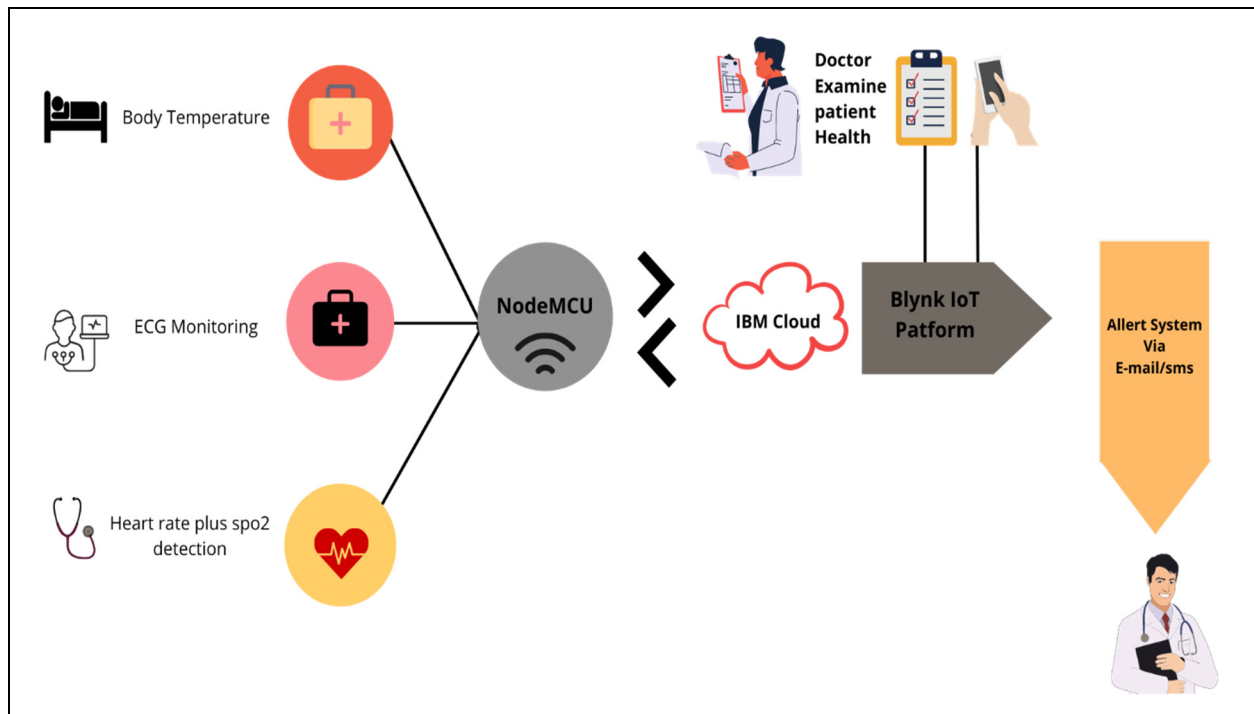 Body Temperature
ECG Monitoring
Heart rate plus spo2
detection
NodeMCU
IBM Cloud
Doctor
Examine
patient
Health
Blynk IoT
Patform
Allert System
Via
E-mail/sms